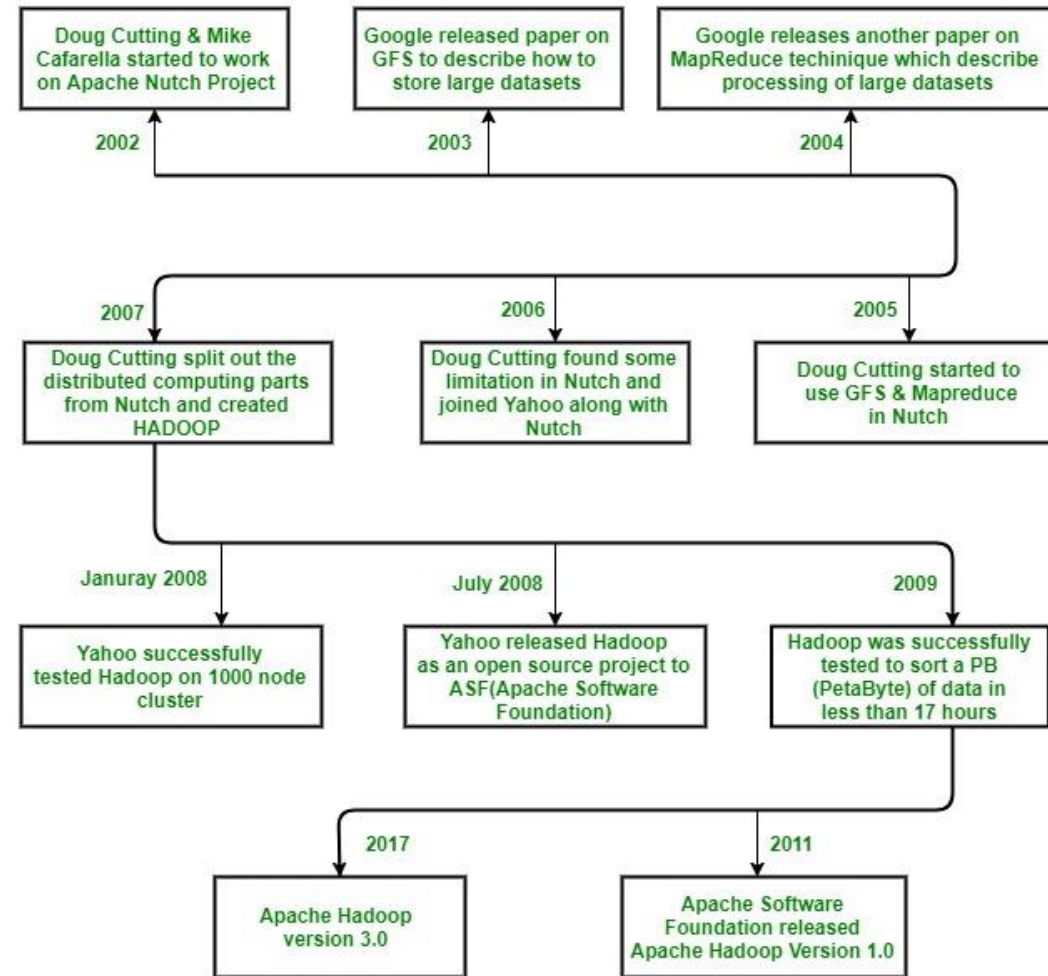 Doug Cutting & Mike
Cafarella started to work
on Apache Nutch Project
2002
Google released paper on
GFS to describe how to
store large datasets
2003
Google releases another paper on
MapReduce techinique which describe
processing of large datasets
2004
2005
Doug Cutting started to
use GFS & Mapreduce
in Nutch
2006
Doug Cutting found some
limitation in Nutch and
joined Yahoo along with
Nutch
2007
Doug Cutting split out the
distributed computing parts
from Nutch and created
HADOOP
Januray 2008
Yahoo successfully
tested Hadoop on 1000 node
cluster
July 2008
Yahoo released Hadoop
as an open source project to
ASF(Apache Software
Foundation)
2009
Hadoop was successfully
tested to sort a PB
(PetaByte) of data in
less than 17 hours
2011
Apache Software
Foundation released
Apache Hadoop Version 1.0
2017
Apache Hadoop
version 3.0